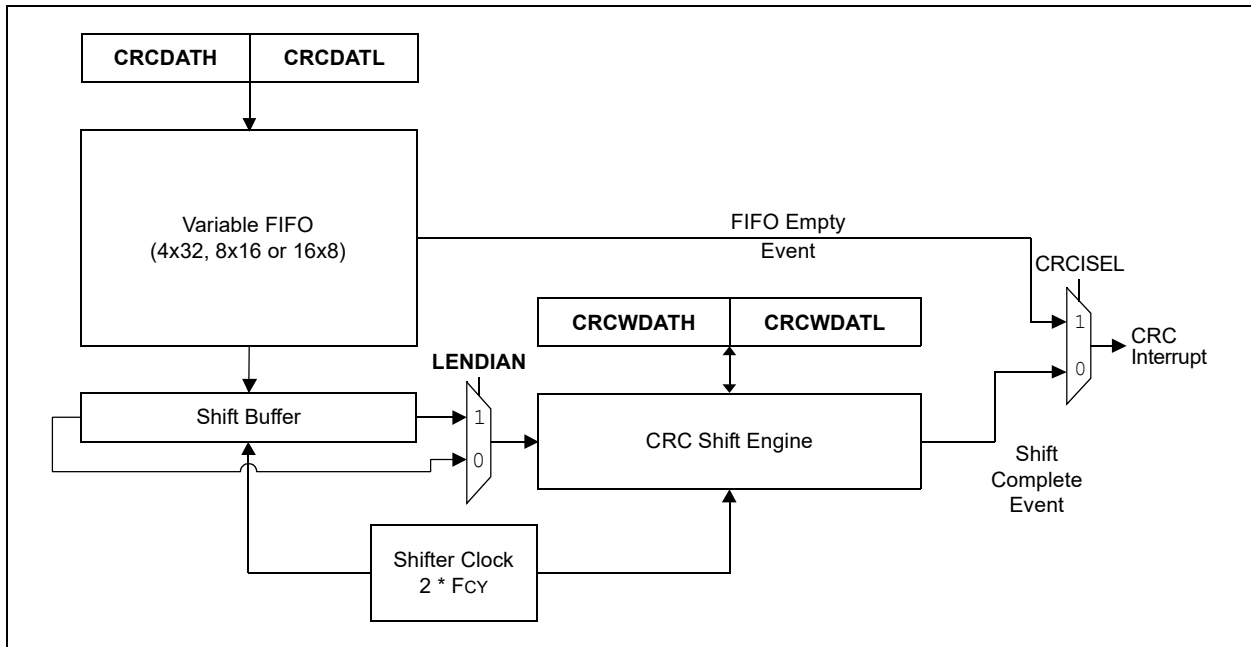 CRCDATH
CRCDATL
Variable FIFO
(4x32, 8x16 or 16x8)
FIFO Empty
Event
CRCISEL
1
0
CRC
Interrupt
CRCWDATH
CRCWDATL
LENDIAN
1
0
Shift Buffer
CRC Shift Engine
Shift
Complete
Event
Shifter Clock
2 * FCY